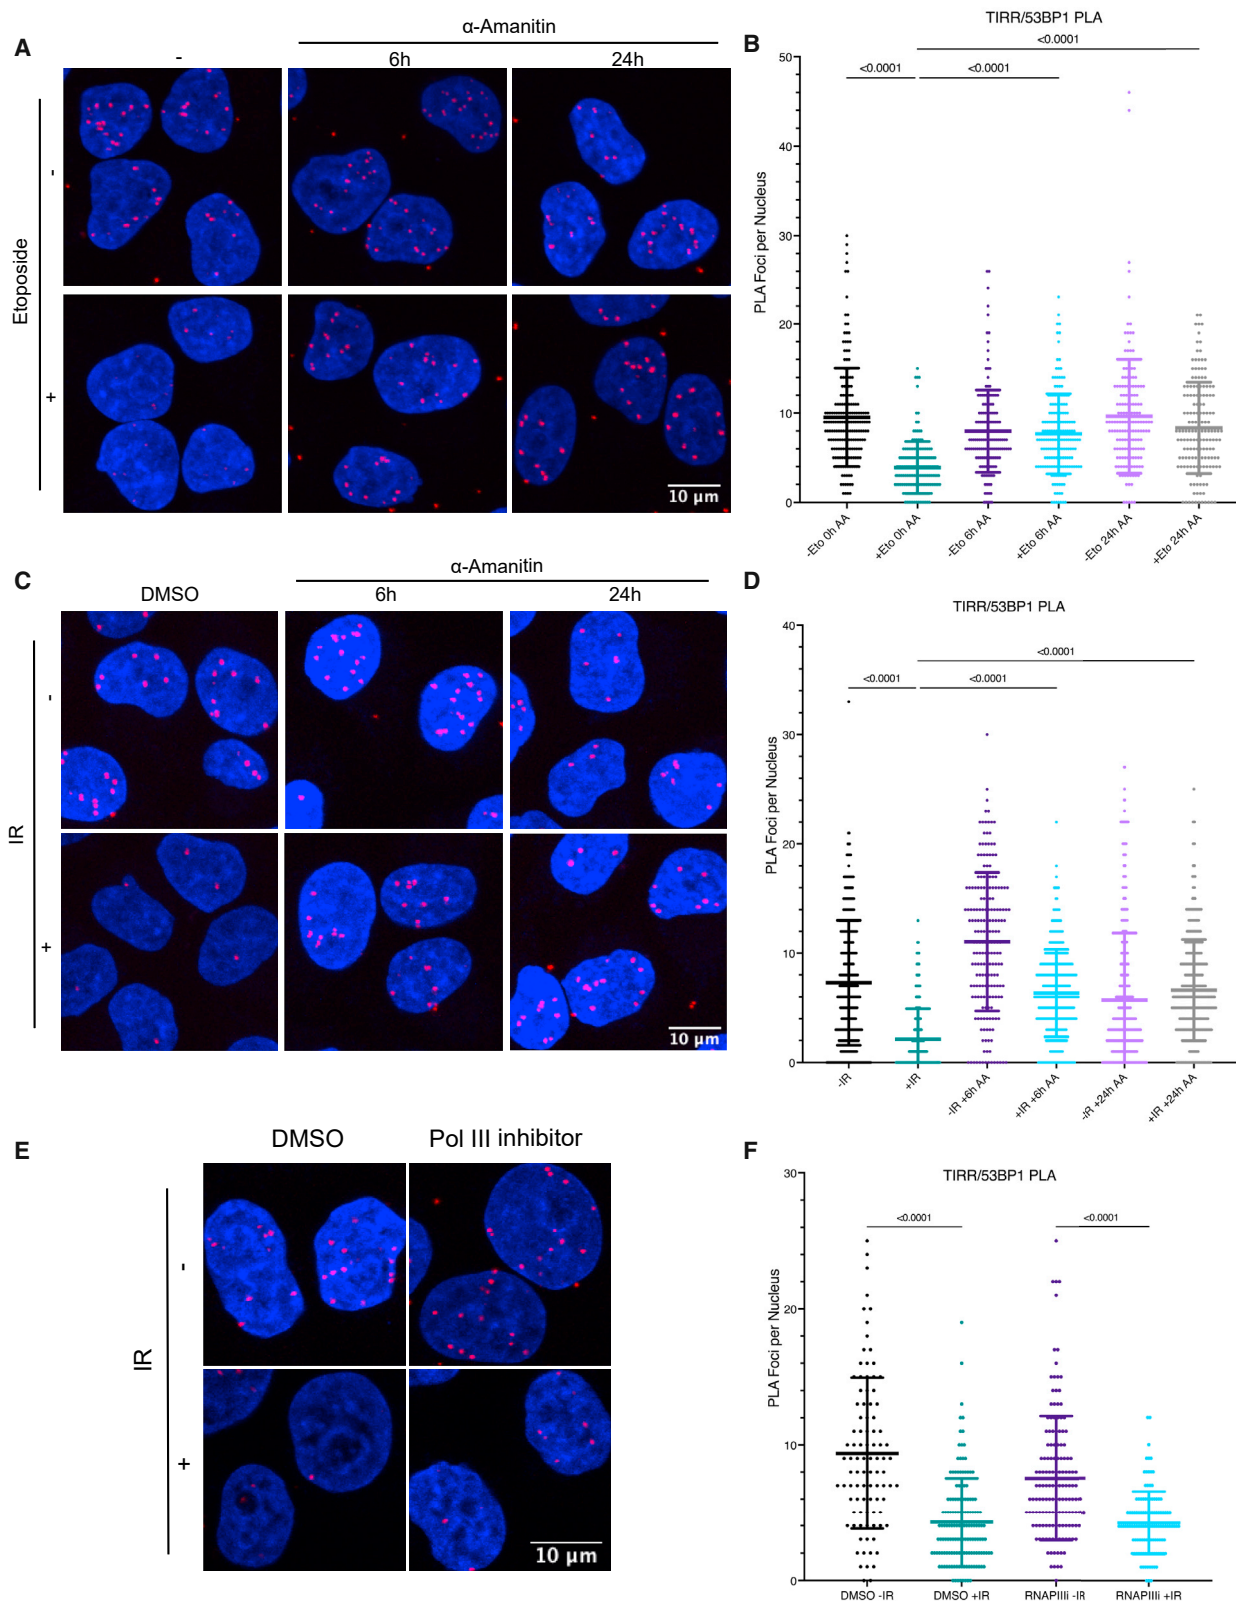 A
α-Amanitin
-
6h
24h
Etoposide
-
+
10 µm
B
TIRR/53BP1 PLA
<0.0001
<0.0001
<0.0001
PLA Foci per Nucleus
50
40
30
20
10
0
-Eto 0h AA
+Eto 0h AA
-Eto 6h AA
+Eto 6h AA
-Eto 24h AA
+Eto 24h AA
C
α-Amanitin
DMSO
6h
24h
IR
-
+
10 µm
D
TIRR/53BP1 PLA
<0.0001
<0.0001
<0.0001
PLA Foci per Nucleus
40
30
20
10
0
-IR
+IR
-IR +6h AA
+IR +6h AA
-IR +24h AA
+IR +24h AA
E
DMSO
Pol III inhibitor
IR
-
+
10 µm
F
TIRR/53BP1 PLA
<0.0001
<0.0001
PLA Foci per Nucleus
30
20
10
0
DMSO -IR
DMSO +IR
RNAPIIIi -IR
RNAPIIIi +IR